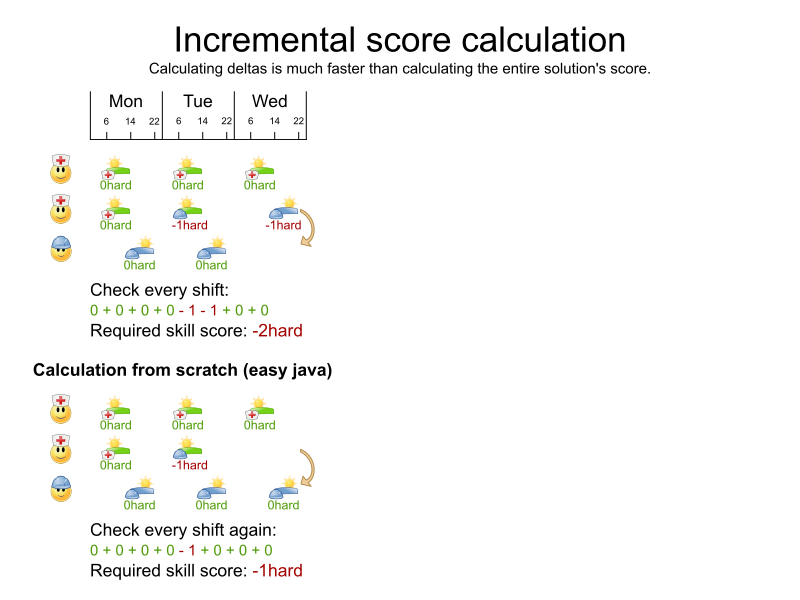 Incremental score calculation
Calculating deltas is much faster than calculating the entire solution's score.
Mon Tue Wed
6 14 22 6 14 22 6 14 22
0hard 0hard 0hard
0hard -1hard -1hard
0hard 0hard
Check every shift:
0 + 0 + 0 + 0 - 1 - 1 + 0 + 0
Required skill score: -2hard
Calculation from scratch (easy java)
0hard 0hard 0hard
0hard -1hard
0hard 0hard 0hard
Check every shift again:
0 + 0 + 0 + 0 - 1 + 0 + 0 + 0
Required skill score: -1hard